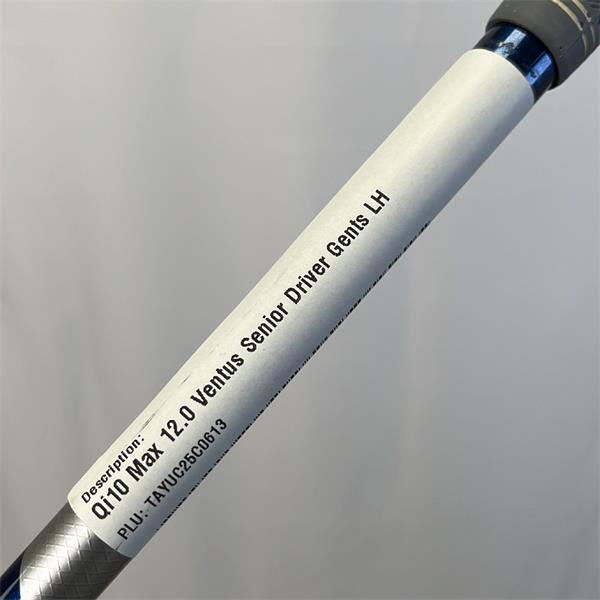 Description:
Qi10 Max 12.0 Ventus Senior Driver Gents LH
PLU: TAYUC25C0613